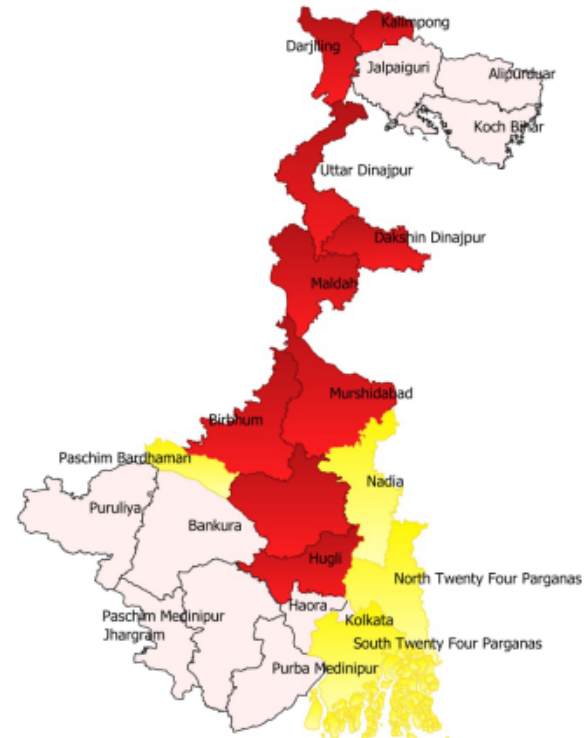 Kalimpong
Darjiling
Jalpaiguri
Alipurduar
Koch Bihar
Uttar Dinajpur
Dakshin Dinajpur
Maldah
Murshidabad
Birbhum
Paschim Bardhaman
Nadia
Puruliya
Bankura
Hugli
North Twenty Four Parganas
Haora
Paschim Medinipur
Kolkata
Jhargram
South Twenty Four Parganas
Purba Medinipur